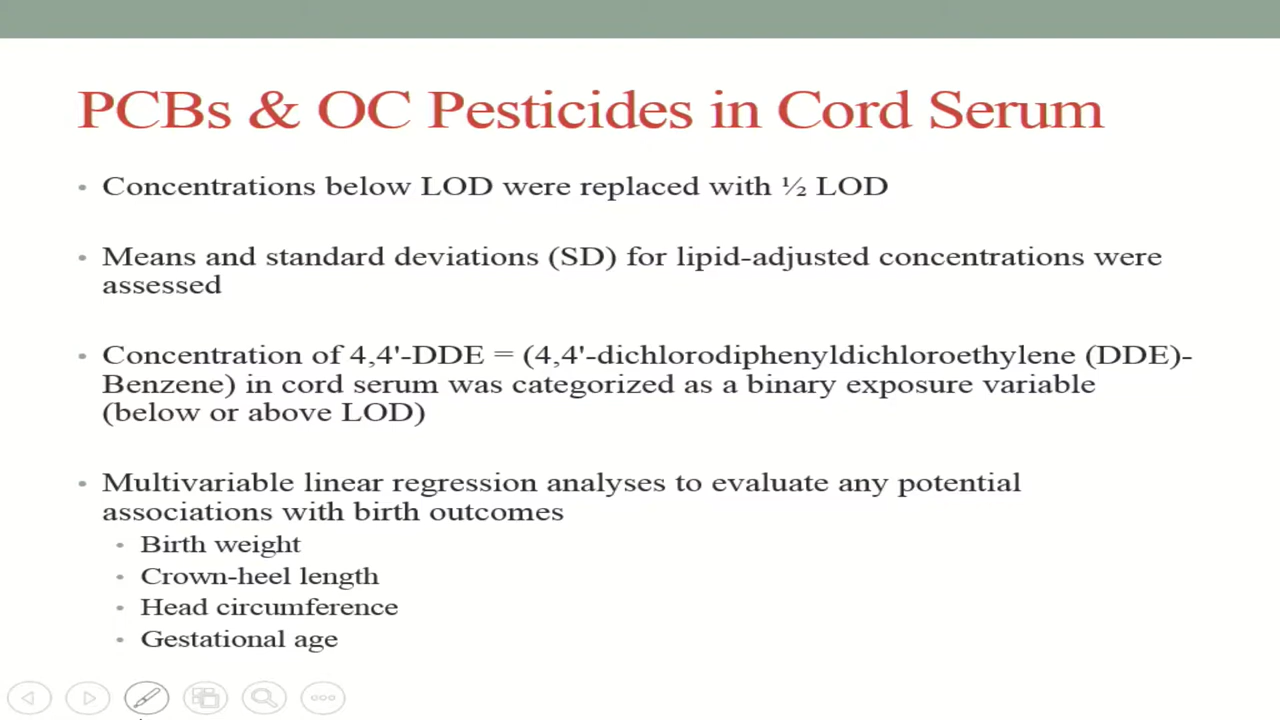 PCBs & OC Pesticides in Cord Serum
• Concentrations below LOD were replaced with ½ LOD
• Means and standard deviations (SD) for lipid-adjusted concentrations were
assessed
• Concentration of 4,4'-DDE = (4,4'-dichlorodiphenyldichloroethylene (DDE)-
Benzene) in cord serum was categorized as a binary exposure variable
(below or above LOD)
• Multivariable linear regression analyses to evaluate any potential
associations with birth outcomes
• Birth weight
• Crown-heel length
• Head circumference
• Gestational age